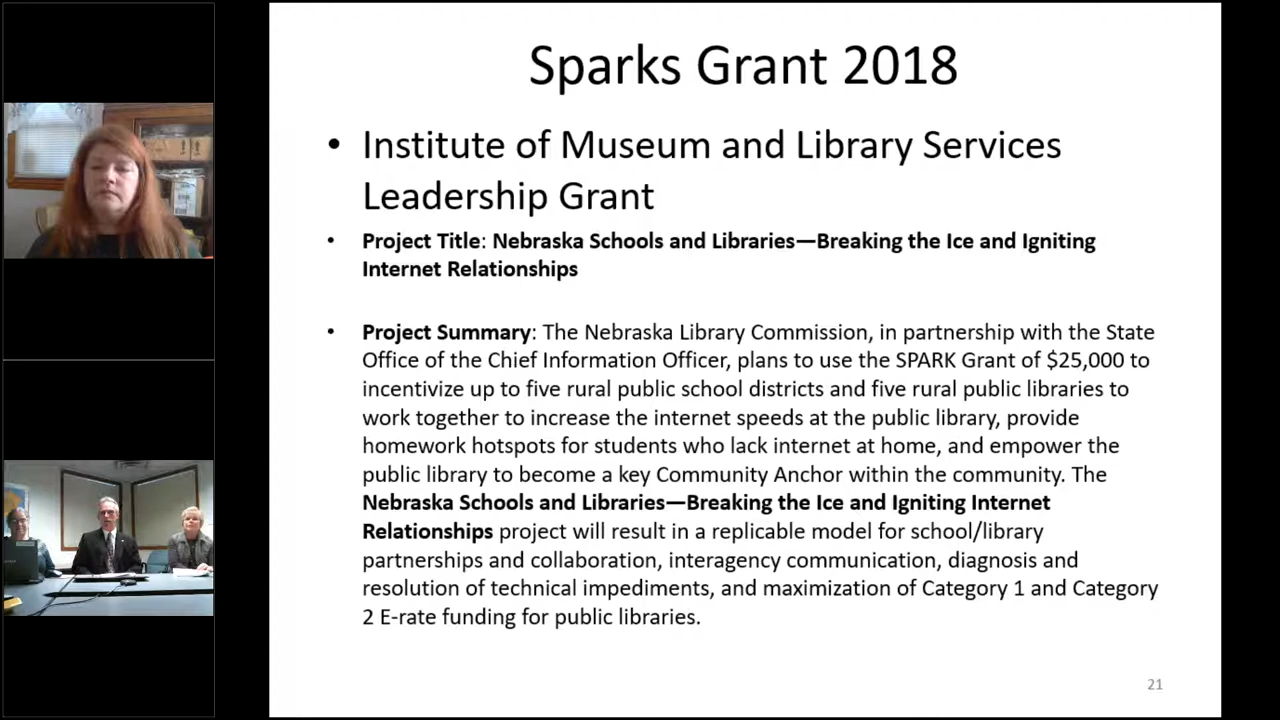 Sparks Grant 2018
• Institute of Museum and Library Services
Leadership Grant
• Project Title: Nebraska Schools and Libraries—Breaking the Ice and Igniting
Internet Relationships
• Project Summary: The Nebraska Library Commission, in partnership with the State
Office of the Chief Information Officer, plans to use the SPARK Grant of $25,000 to
incentivize up to five rural public school districts and five rural public libraries to
work together to increase the internet speeds at the public library, provide
homework hotspots for students who lack internet at home, and empower the
public library to become a key Community Anchor within the community. The
Nebraska Schools and Libraries—Breaking the Ice and Igniting Internet
Relationships project will result in a replicable model for school/library
partnerships and collaboration, interagency communication, diagnosis and
resolution of technical impediments, and maximization of Category 1 and Category
2 E-rate funding for public libraries.
21